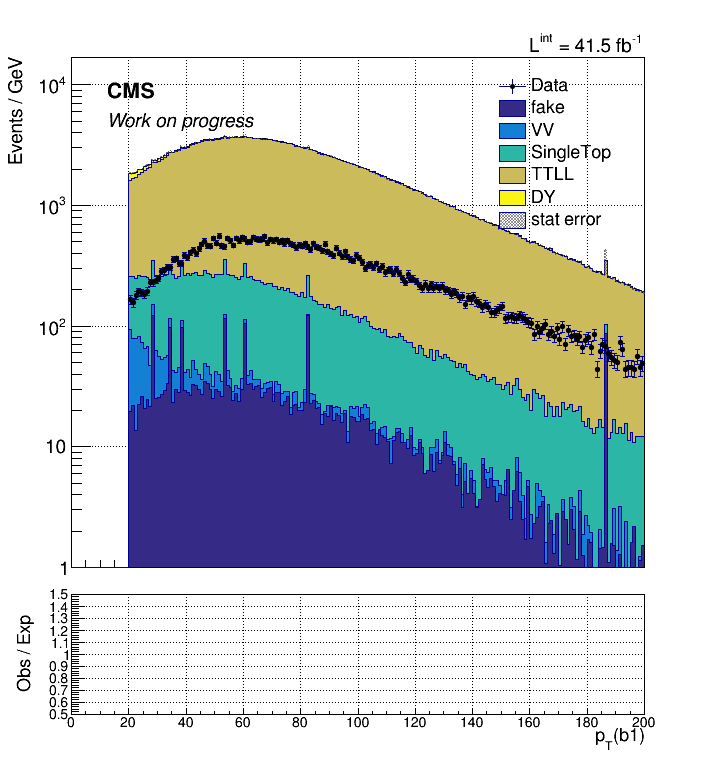 L^int = 41.5 fb^-1
Events / GeV
10^4
10^3
10^2
10
1
CMS
Work on progress
Data
fake
VV
SingleTop
TTLL
DY
stat error
Obs / Exp
1.5
1.4
1.3
1.2
1.1
1
0.9
0.8
0.7
0.6
0.5
0 20 40 60 80 100 120 140 160 180 200
p_T(b1)